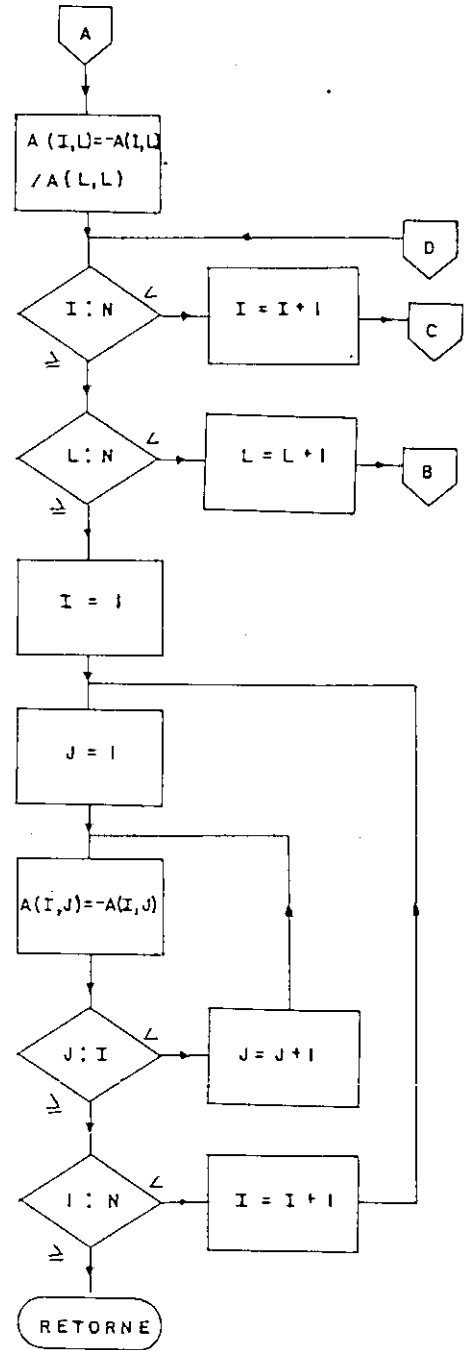 A
A(I,L)=-A(I,L)
/A(L,L)
D
I : N
<
I = I + 1
C
≥
L : N
<
L = L + 1
B
≥
I = 1
J = 1
A(I,J)=-A(I,J)
J : I
<
J = J + 1
≥
I : N
<
I = I + 1
≥
RETORNE